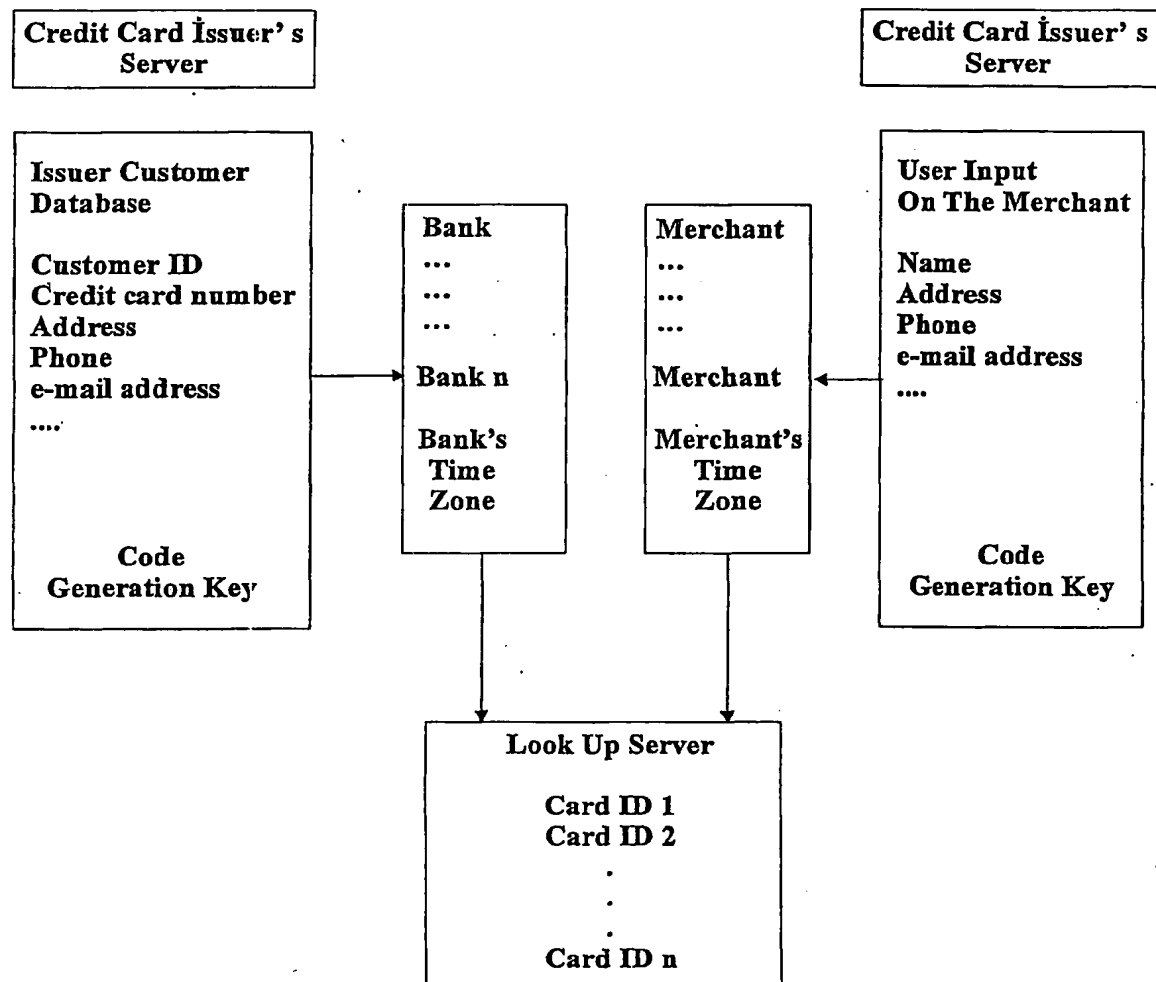 Credit Card İssuer' s
Server
Credit Card İssuer' s
Server
Issuer Customer
Database
Customer ID
Credit card number
Address
Phone
e-mail address
....
Code
Generation Key
Bank
...
...
...
Bank n
Bank's
Time
Zone
Merchant
...
...
...
Merchant
Merchant's
Time
Zone
User Input
On The Merchant
Name
Address
Phone
e-mail address
....
Code
Generation Key
Look Up Server
Card ID 1
Card ID 2
.
.
.
Card ID n